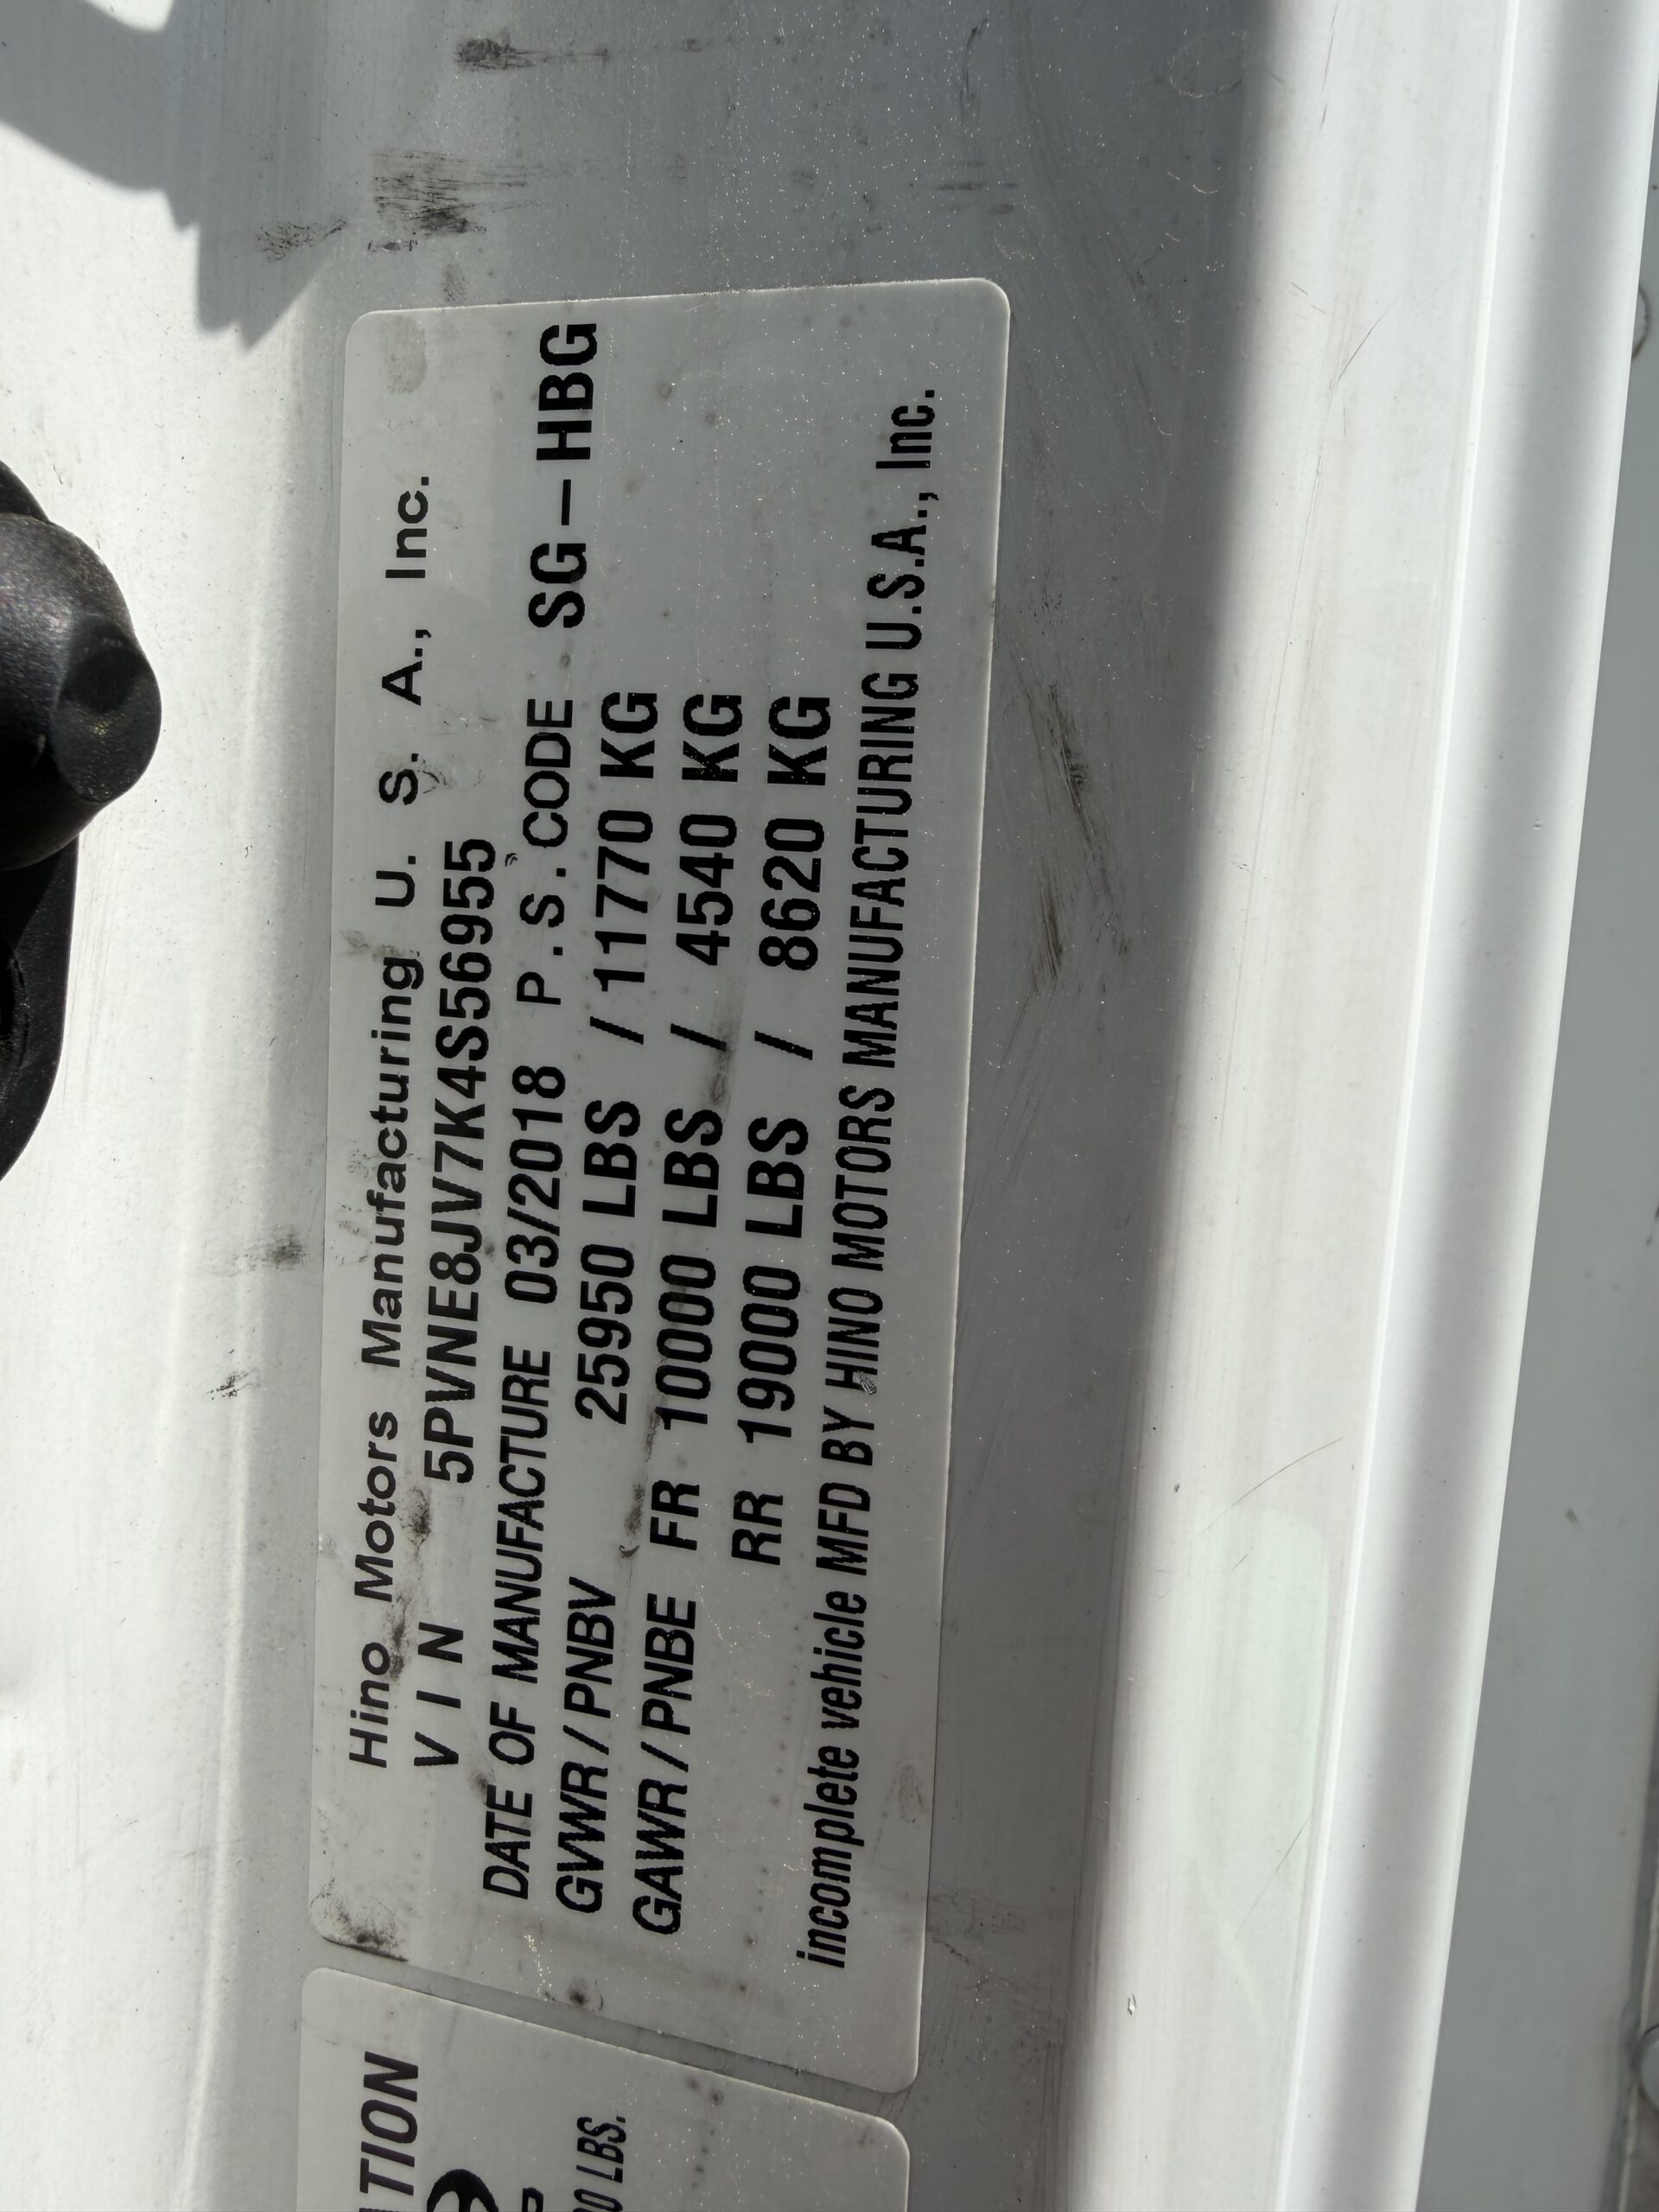 Hino Motors Manufacturing U. S. A., Inc.
V I N 5PVNE8JV7K4S56955
DATE OF MANUFACTURE 03/2018 P.S.CODE SG-HBG
GVWR/PNBV 25950 LBS /11770 KG
GAWR/PNBE FR 10000 LBS / 4540 KG
RR 19000 LBS / 8620 KG
incomplete vehicle MFD BY HINO MOTORS MANUFACTURING U.S.A., Inc.
LBS.